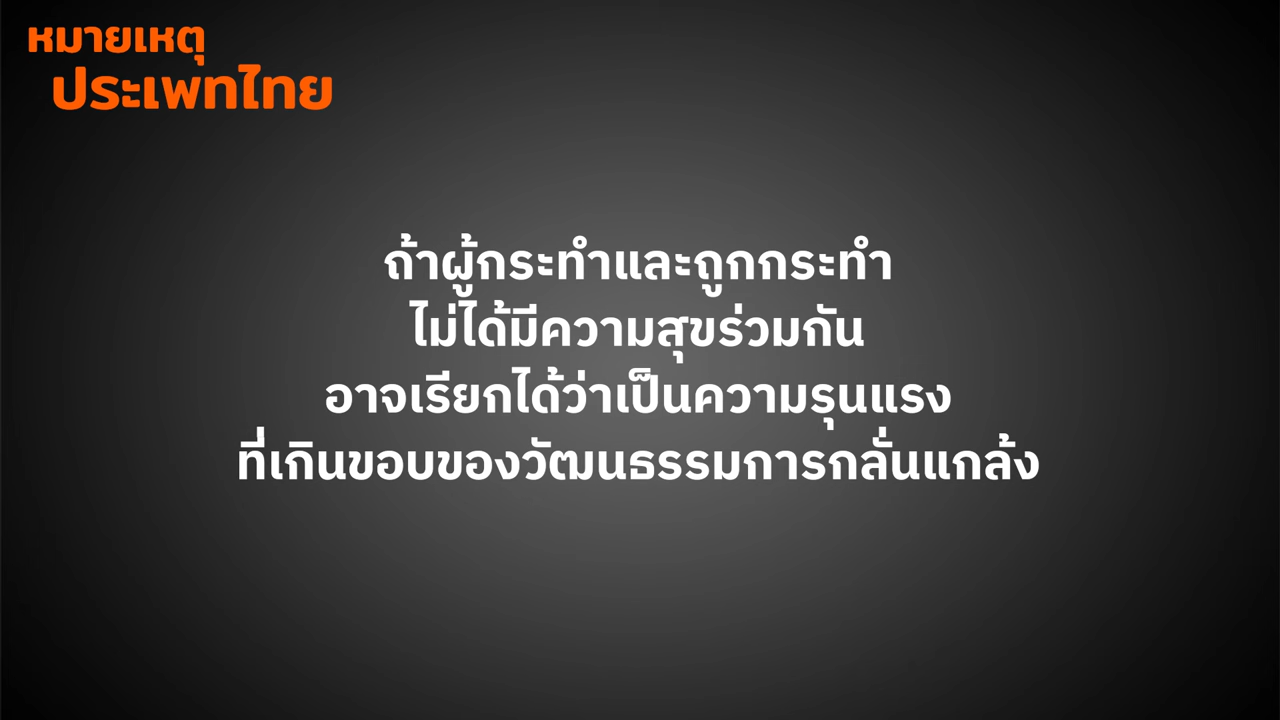 หมายเหตุ
ประเพทไทย
ถ้าผู้กระทำและถูกกระทำ
ไม่ได้มีความสุขร่วมกัน
อาจเรียกได้ว่าเป็นความรุนแรง
ที่เกินขอบของวัฒนธรรมการกลั่นแกล้ง